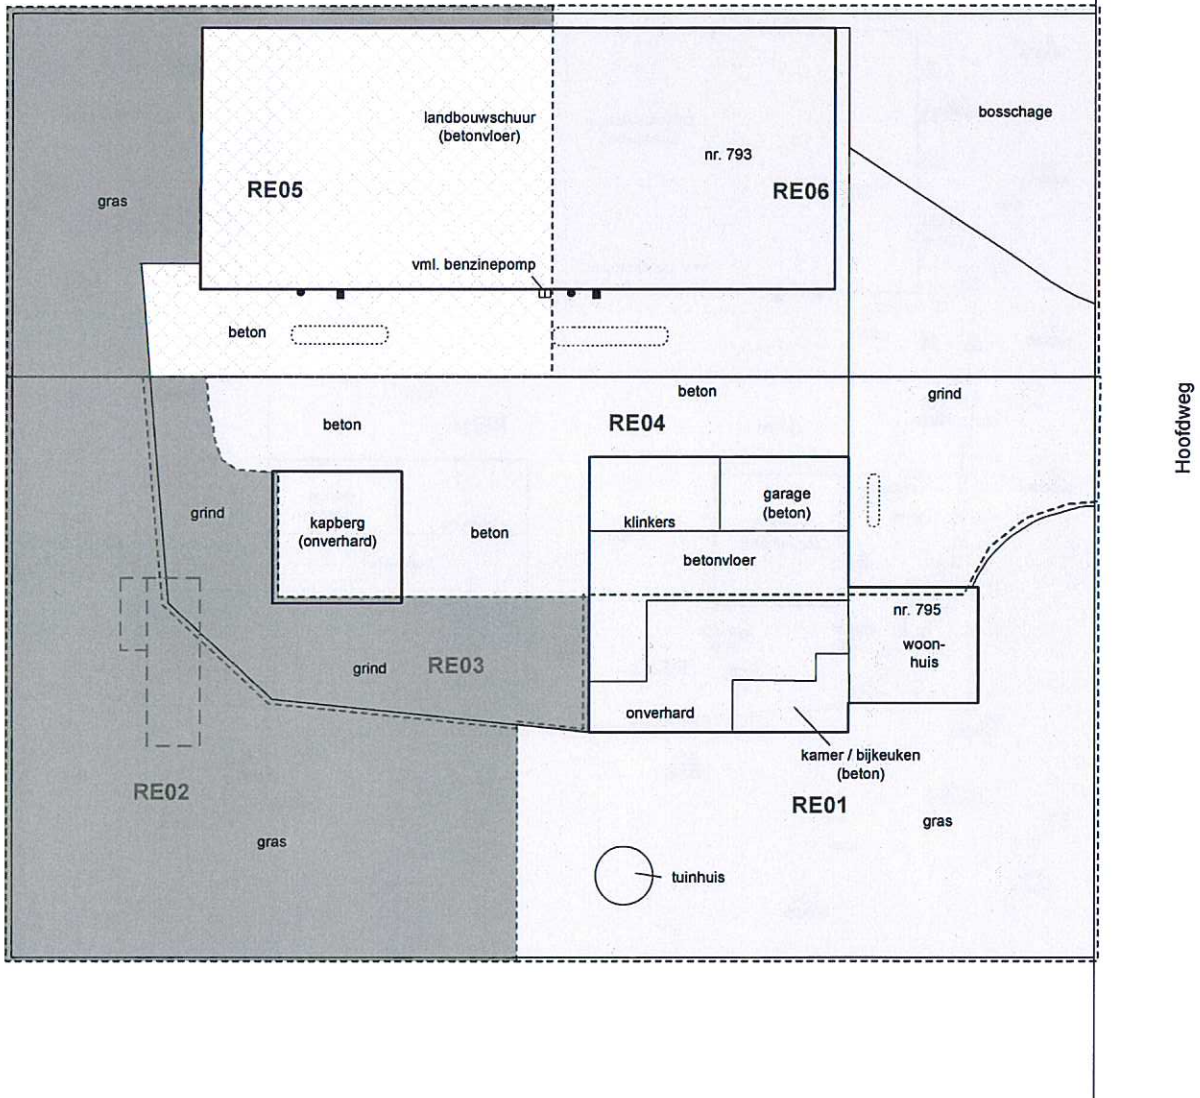 bosschage
landbouwschuur
(betonvloer)
nr. 793
RE05
RE06
gras
vml. benzinepomp
beton
beton
grind
beton
RE04
Hoofdweg
grind
kapberg
(onverhard)
beton
klinkers
garage
(beton)
betonvloer
nr. 795
woon-
huis
grind
RE03
onverhard
kamer / bijkeuken
(beton)
RE02
RE01
gras
gras
tuinhuis